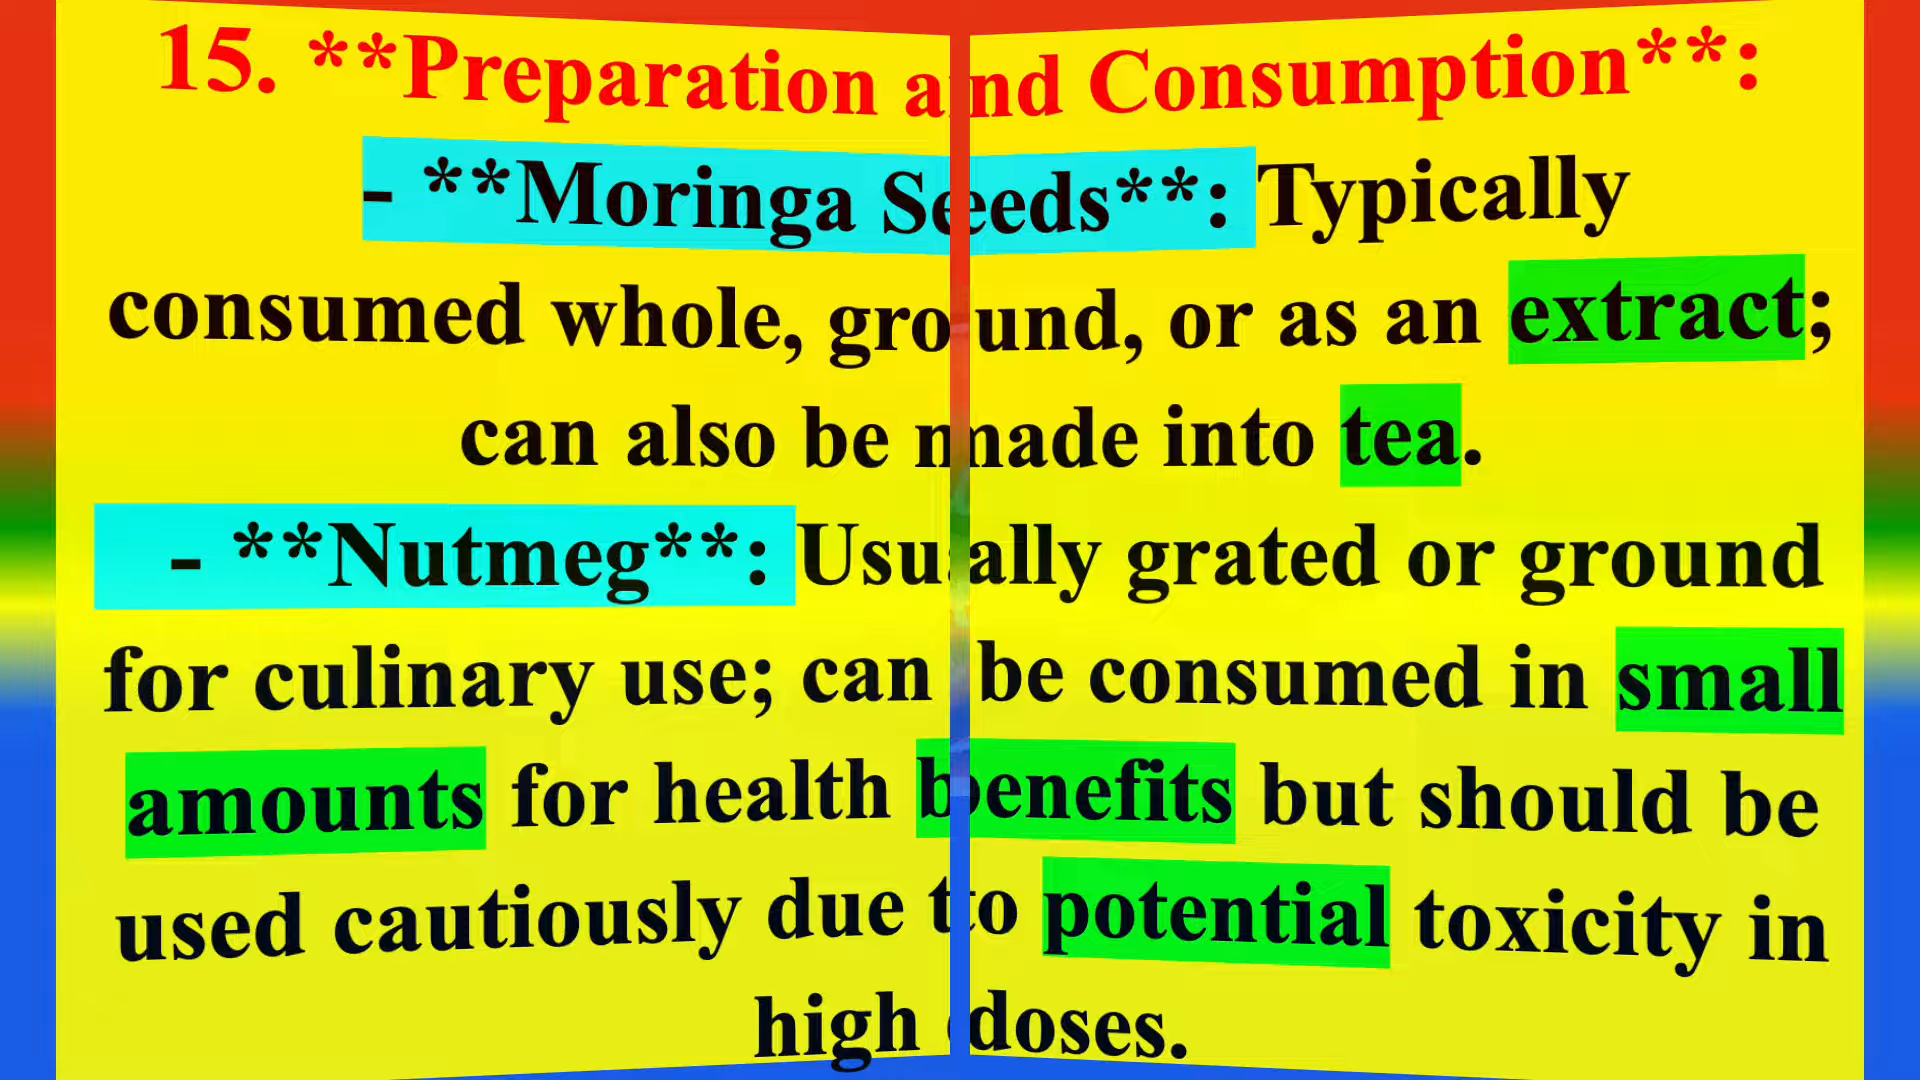 15. **Preparation and Consumption**:
- **Moringa Seeds**: Typically
consumed whole, ground, or as an extract;
can also be made into tea.
- **Nutmeg**: Usually grated or ground
for culinary use; can be consumed in small
amounts for health benefits but should be
used cautiously due to potential toxicity in
high doses.